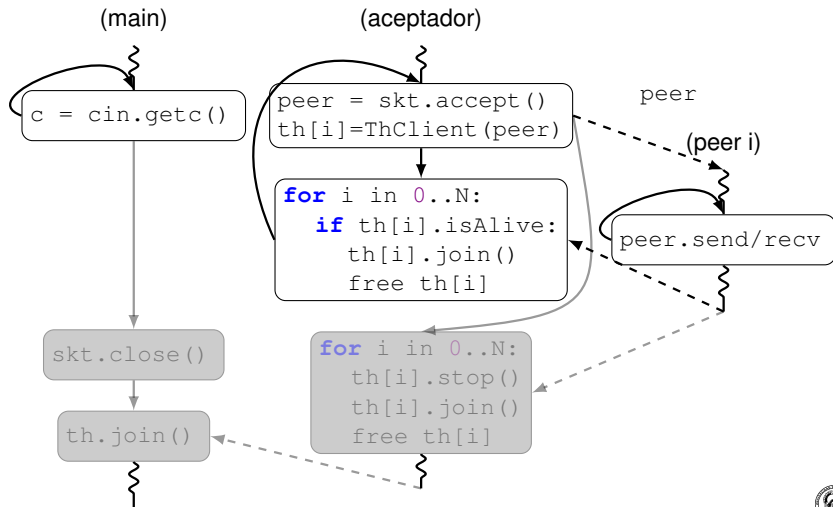 (main)
(aceptador)
c = cin.getc()
peer = skt.accept()
th[i]=ThClient(peer)
peer
(peer i)
for i in 0..N:
if th[i].isAlive:
th[i].join()
free th[i]
peer.send/recv
skt.close()
th.join()
for i in 0..N:
th[i].stop()
th[i].join()
free th[i]